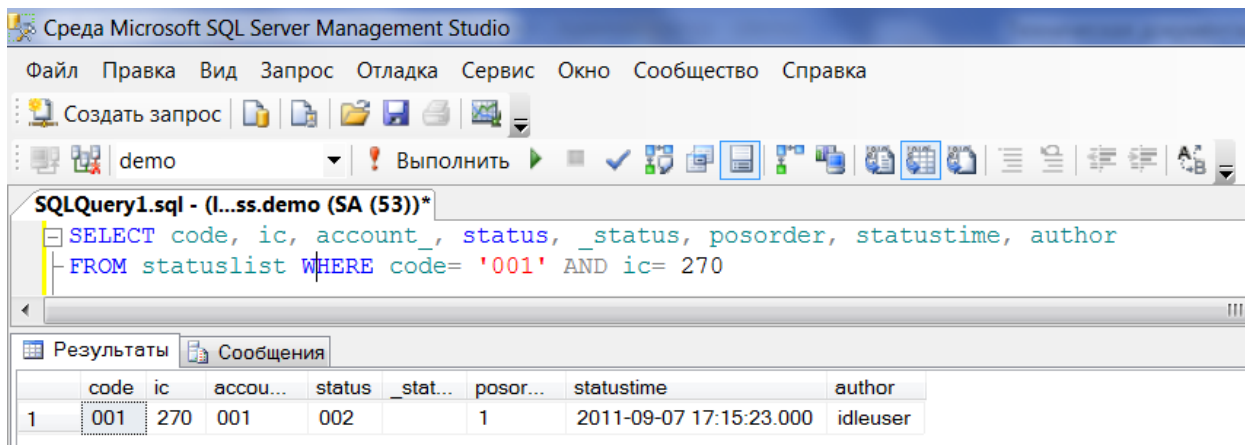 Среда Microsoft SQL Server Management Studio
Файл Правка Вид Запрос Отладка Сервис Окно Сообщество Справка
Создать запрос
demo Выполнить
SQLQuery1.sql - (l...ss.demo (SA (53))*
SELECT code, ic, account_, status, _status, posorder, statustime, author
FROM statuslist WHERE code= '001' AND ic= 270
Результаты Сообщения
code ic accou... status _stat... posor... statustime author
1 001 270 001 002 1 2011-09-07 17:15:23.000 idleuser